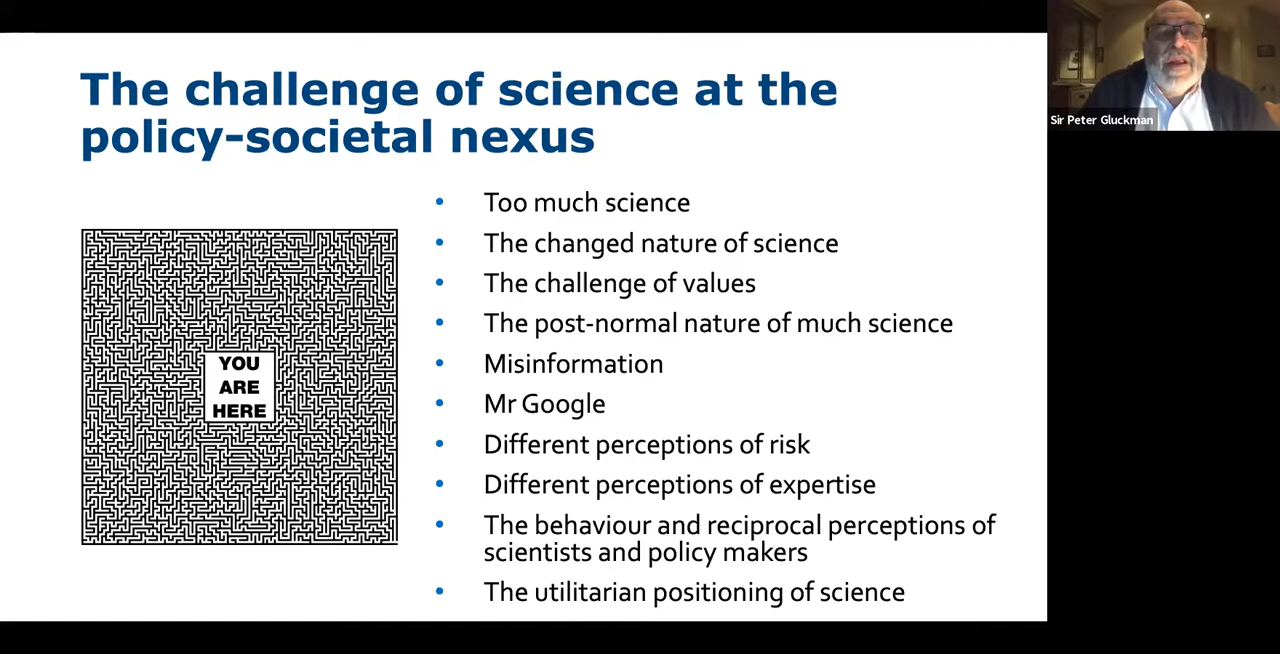 The challenge of science at the
policy-societal nexus
Sir Peter Gluckman
• Too much science
• The changed nature of science
• The challenge of values
• The post-normal nature of much science
• Misinformation
• Mr Google
• Different perceptions of risk
• Different perceptions of expertise
• The behaviour and reciprocal perceptions of
scientists and policy makers
• The utilitarian positioning of science
YOU
ARE
HERE